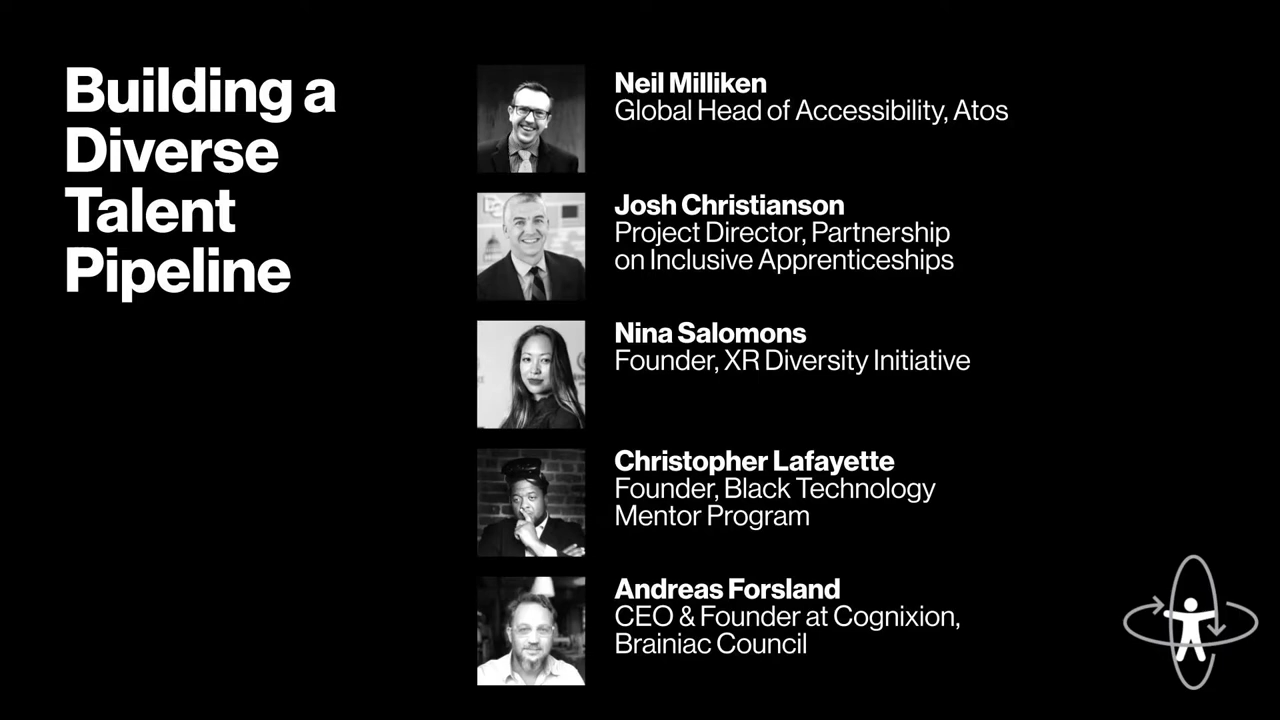 Building a
Diverse
Talent
Pipeline
Neil Milliken
Global Head of Accessibility, Atos
Josh Christianson
Project Director, Partnership
on Inclusive Apprenticeships
Nina Salomons
Founder, XR Diversity Initiative
Christopher Lafayette
Founder, Black Technology
Mentor Program
Andreas Forsland
CEO & Founder at Cognixion,
Brainiac Council